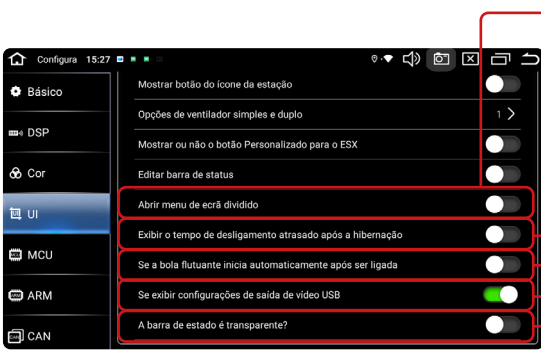 Configura 15:27
Básico
DSP
Cor
UI
MCU
ARM
CAN
Mostrar botão do ícone da estação
Opções de ventilador simples e duplo 1
Mostrar ou não o botão Personalizado para o ESX
Editar barra de status
Abrir menu de ecrã dividido
Exibir o tempo de desligamento atrasado após a hibernação
Se a bola flutuante inicia automaticamente após ser ligada
Se exibir configurações de saída de vídeo USB
A barra de estado é transparente?